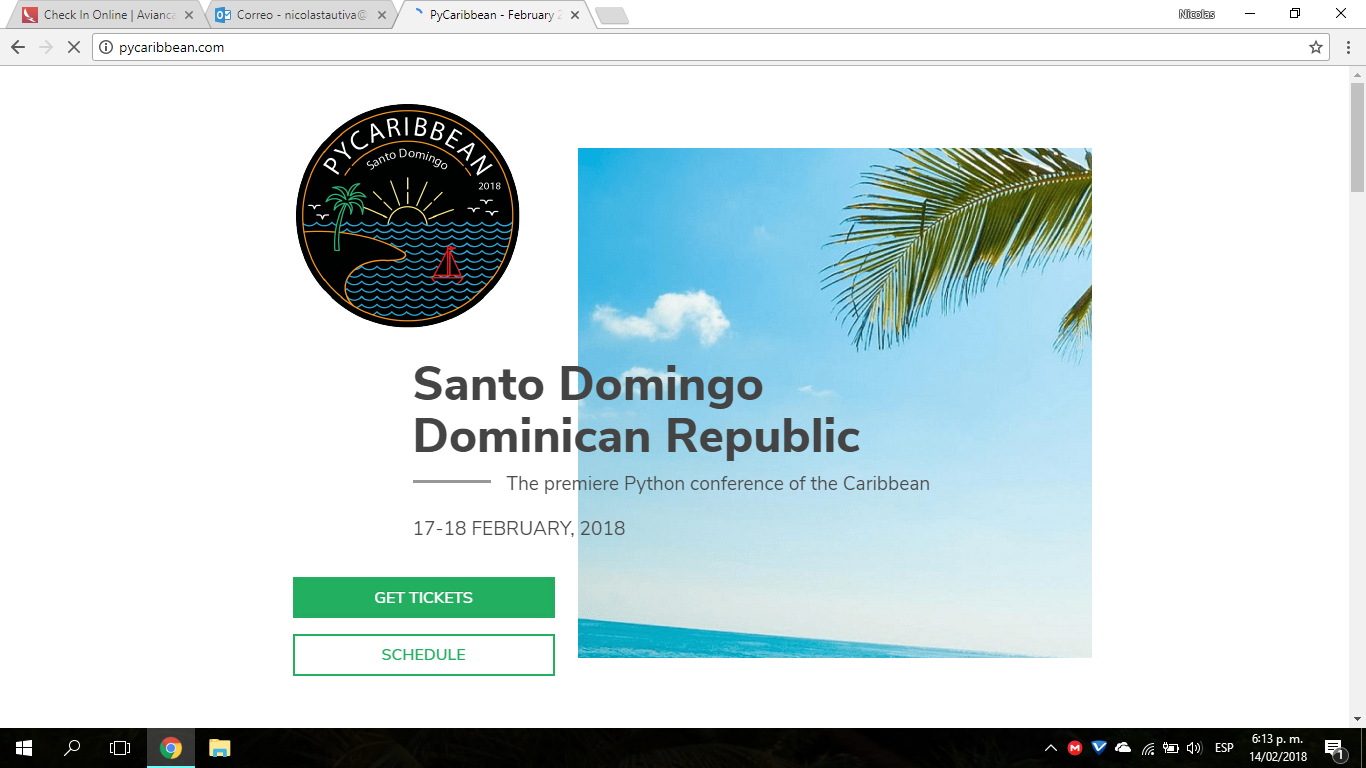 Check In Online | Avianca
Correo - nicolastautiva@
PyCaribbean - February 2
Nicolas
pycaribbean.com
PYCARIBBEAN
Santo Domingo
2018
Santo Domingo
Dominican Republic
The premiere Python conference of the Caribbean
17-18 FEBRUARY, 2018
GET TICKETS
SCHEDULE
ESP
6:13 p. m.
14/02/2018
1